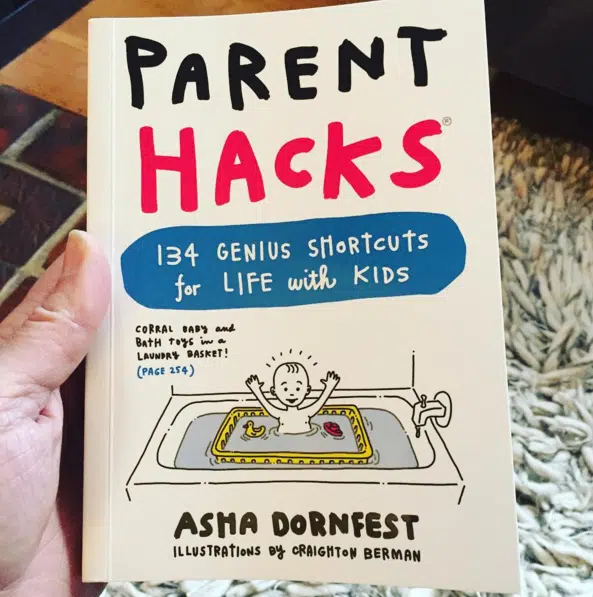 PARENT
HACKS®
134 GENIUS SHORTCUTS
for LIFE with KIDS
CORRAL BABY and
BATH TOYS in a
LAUNDRY BASKET!
(PAGE 254)
ASHA DORNFEST
ILLUSTRATIONS by CRAIGHTON BERMAN